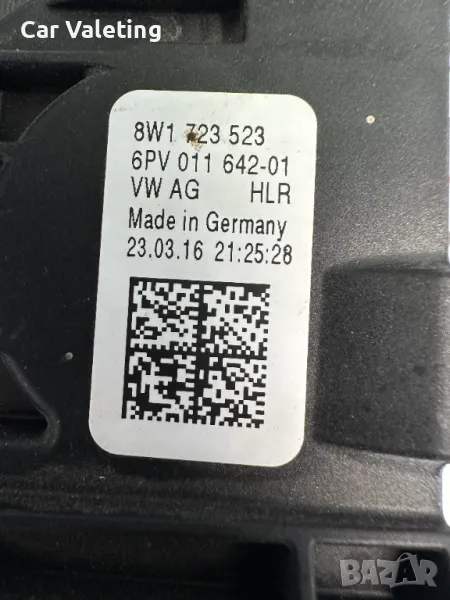 Car Valeting
8W1 723 523
6PV 011 642-01
VW AG HLR
Made in Germany
23.03.16 21:25:28
BAZAR